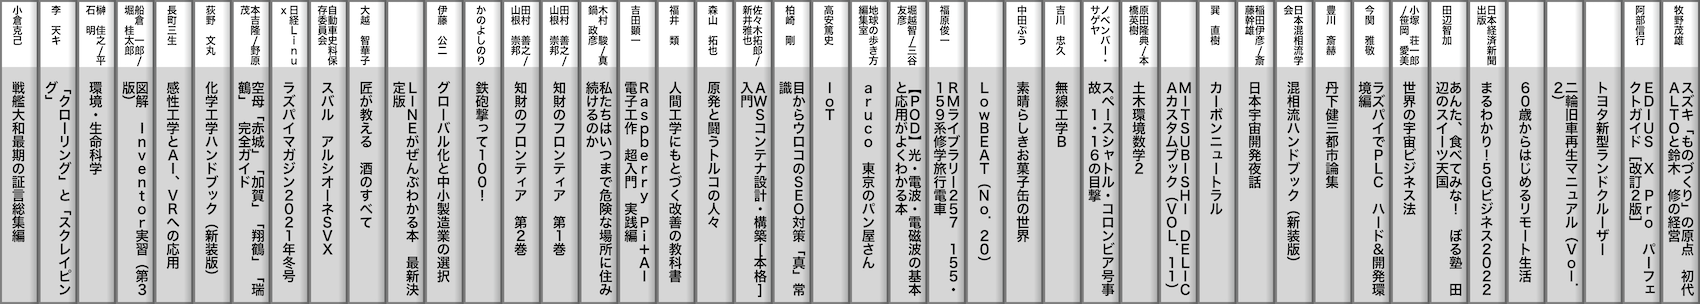 牧野茂雄
スズキ「ものづくり」の原点　初代
ＡＬＴＯと鈴木　修の経営
阿部信行
ＥＤＩＵＳ　Ｘ　Ｐｒｏ　パーフェ
クトガイド［改訂２版］
トヨタ新型ランドクルーザー
二輪旧車再生マニュアル（Ｖｏｌ．
２）
６０歳からはじめるリモート生活
日本経済新聞
出版
まるわかり！５Ｇビジネス２０２２
田辺智加
あんた、食べてみな！　ぼる塾　田
辺のスイーツ天国
小塚　荘一郎
／笹岡　愛美
世界の宇宙ビジネス法
今関　雅敬
ラズパイでＰＬＣ　ハード＆開発環
境編
豊川　斎赫
丹下健三都市論集
日本混相流学
会
混相流ハンドブック（新装版）
稲田伊彦／斎
藤幹雄
日本宇宙開発夜話
巽　直樹
カーボンニュートラル
ＭＩＴＳＵＢＩＳＨＩ　ＤＥＬＩＣ
Ａカスタムブック（ＶＯＬ．１１）
原田隆典／本
橋英樹
土木環境数学２
ノベンバー・
サゲヤ
スペースシャトル・コロンビア号事
故　１・１６の目撃
吉川　忠久
無線工学Ｂ
中田ぷう
素晴らしきお菓子缶の世界
ＬｏｗＢＥＡＴ（Ｎｏ．２０）
福原俊一
ＲＭライブラリー２５７　１５５・
１５９系修学旅行電車
堀越智／三谷
友彦
【ＰＯＤ】光・電波・電磁波の基本
と応用がよくわかる本
地球の歩き方
編集室
ａｒｕｃｏ　東京のパン屋さん
高安篤史
ＩｏＴ
柏崎　剛
目からウロコのＳＥＯ対策「真」常
識
佐々木拓郎／
新井雅也
ＡＷＳコンテナ設計・構築［本格］
入門
森山　拓也
原発と闘うトルコの人々
福井　類
人間工学にもとづく改善の教科書
吉田顕一
Ｒａｓｐｂｅｒｒｙ　Ｐｉ＋ＡＩ
電子工作　超入門　実践編
木村　駿／真
鍋　政彦
私たちはいつまで危険な場所に住み
続けるのか
田村　善之／
山根　崇邦
知財のフロンティア　第１巻
田村　善之／
山根　崇邦
知財のフロンティア　第２巻
かのよしのり
鉄砲撃って１００！
伊藤　公二
グローバル化と中小製造業の選択
ＬＩＮＥがぜんぶわかる本　最新決
定版
大越　智華子
匠が教える　酒のすべて
自動車史料保
存委員会
スバル　アルシオーネＳＶＸ
日経Ｌｉｎｕ
ｘ
ラズパイマガジン２０２１年冬号
本吉隆／野原
茂
空母「赤城」「加賀」「翔鶴」「瑞
鶴」　完全ガイド
荻野　文丸
化学工学ハンドブック（新装版）
長町三生
感性工学とＡＩ、ＶＲへの応用
船倉　一郎／
堀　桂太郎
図解　Ｉｎｖｅｎｔｏｒ実習（第３
版）
榊　佳之／平
石　明
環境・生命科学
李　天キ
「クローリング」と「スクレイピン
グ」
小倉克己
戦艦大和最期の証言総集編